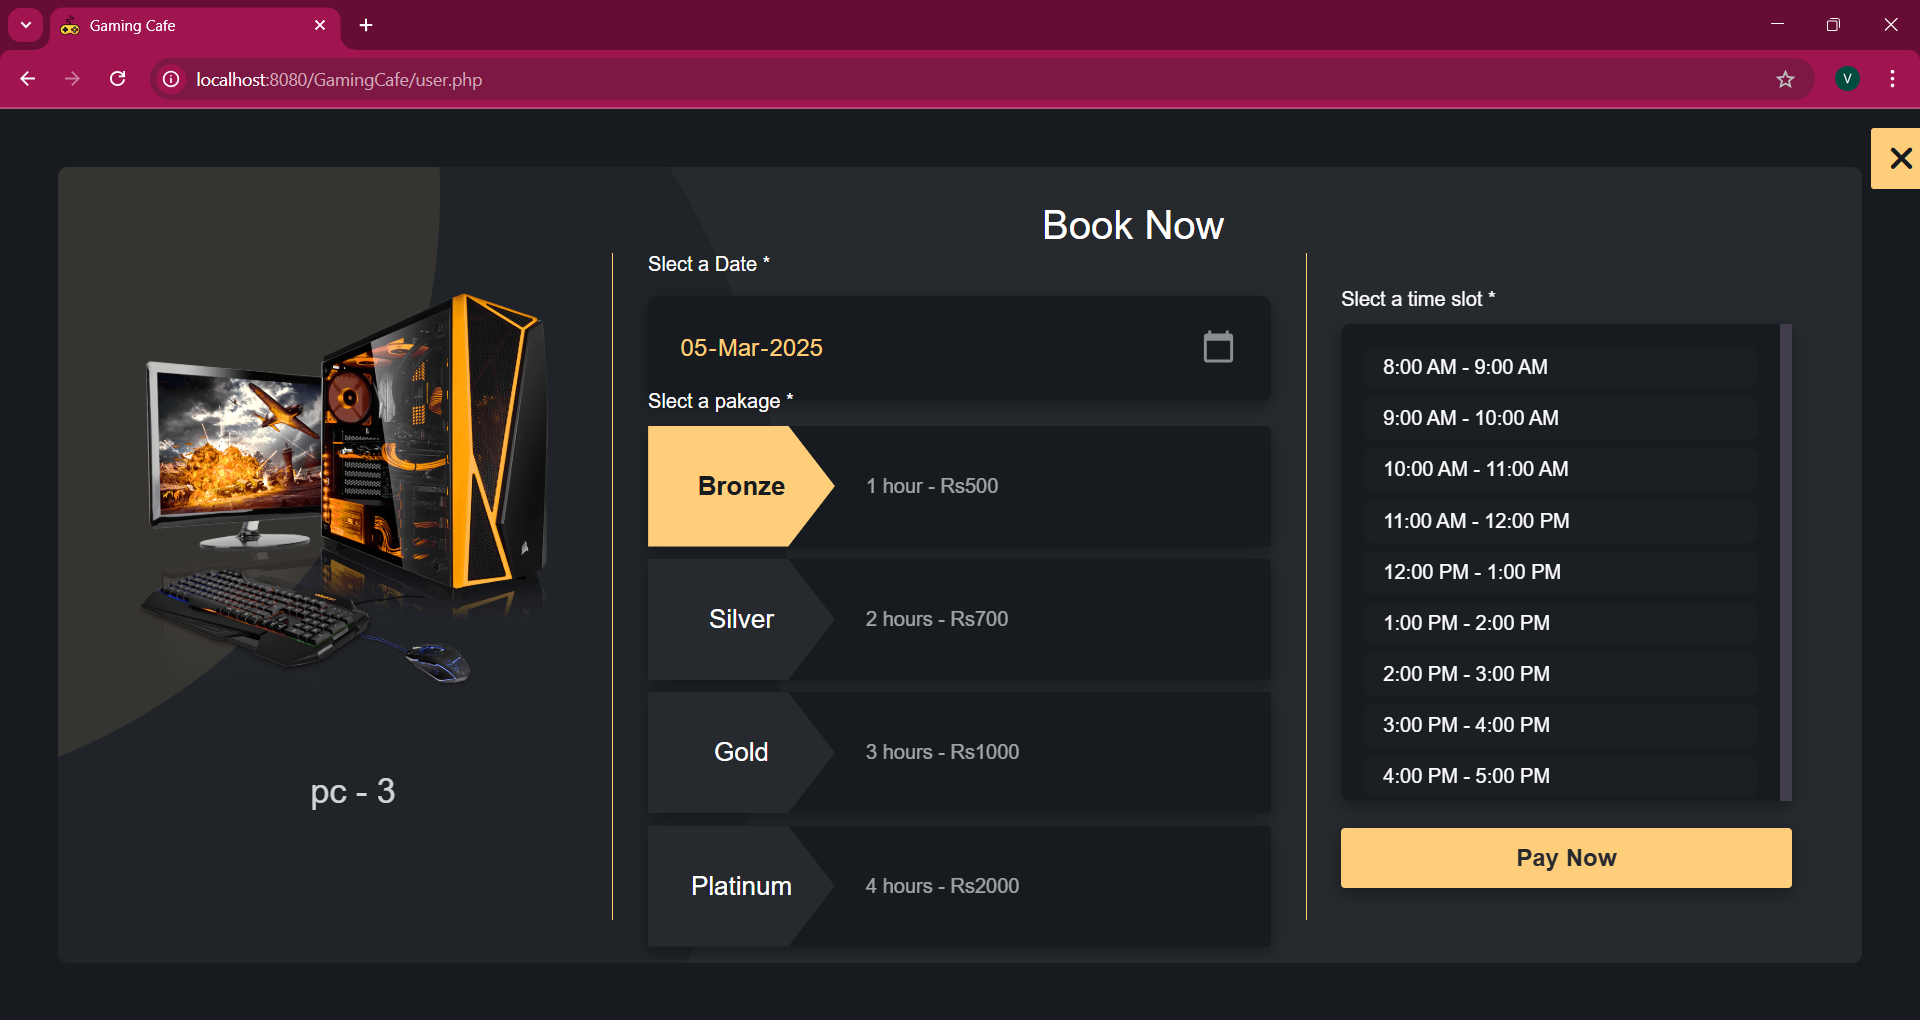 Gaming Cafe
localhost:8080/GamingCafe/user.php
V
Book Now
Slect a Date *
05-Mar-2025
Slect a pakage *
Bronze
1 hour - Rs500
Silver
2 hours - Rs700
Gold
3 hours - Rs1000
Platinum
4 hours - Rs2000
pc - 3
Slect a time slot *
8:00 AM - 9:00 AM
9:00 AM - 10:00 AM
10:00 AM - 11:00 AM
11:00 AM - 12:00 PM
12:00 PM - 1:00 PM
1:00 PM - 2:00 PM
2:00 PM - 3:00 PM
3:00 PM - 4:00 PM
4:00 PM - 5:00 PM
Pay Now